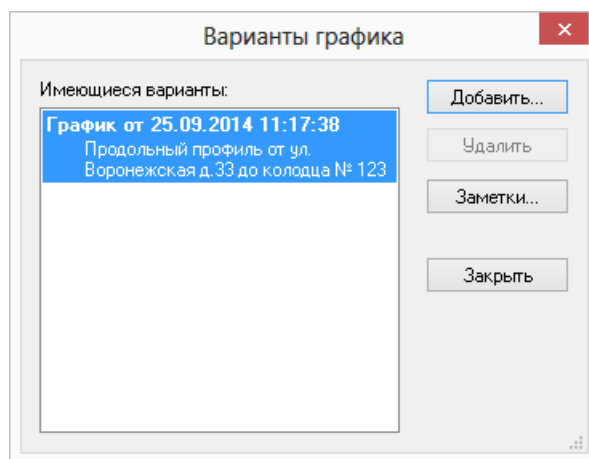 Варианты графика
Имеющиеся варианты:
График от 25.09.2014 11:17:38
Продольный профиль от ул.
Воронежская д.33 до колодца № 123
Добавить...
Удалить
Заметки...
Закрыть